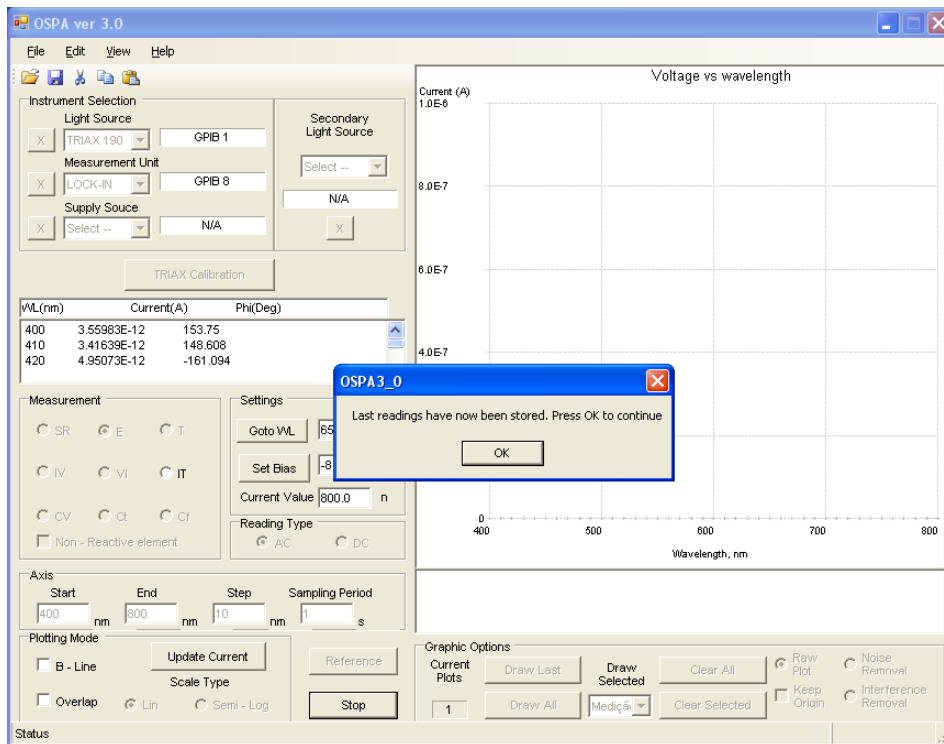 OSPA ver 3.0
File Edit View Help
Instrument Selection
Light Source
X TRIAX 190 GPIB 1
Measurement Unit
X LOCK-IN GPIB 8
Supply Souce
X Select -- N/A
Secondary
Light Source
Select --
N/A
X
TRIAX Calibration
WL(nm) Current(A) Phi(Deg)
400 3.55983E-12 153.75
410 3.41639E-12 148.608
420 4.95073E-12 -161.094
Measurement
SR E T
IV VI IT
CV Ct Cf
Non - Reactive element
Settings
Goto WL 65
Set Bias -8
Current Value 800.0 n
Reading Type
AC DC
Axis
Start End Step Sampling Period
400 nm 800 nm 10 nm 1 s
Plotting Mode
B - Line Update Current
Scale Type
Overlap Lin Semi - Log
Reference
Stop
Status
Voltage vs wavelength
Current (A)
1.0E-6
8.0E-7
6.0E-7
4.0E-7
0
400 500 600 700 800
Wavelength, nm
OSPA3_0
Last readings have now been stored. Press OK to continue
OK
Graphic Options
Current
Plots
1
Draw Last
Draw All
Draw
Selected
Mediçã
Clear All
Clear Selected
Raw
Plot
Keep
Origin
Noise
Removal
Interference
Removal